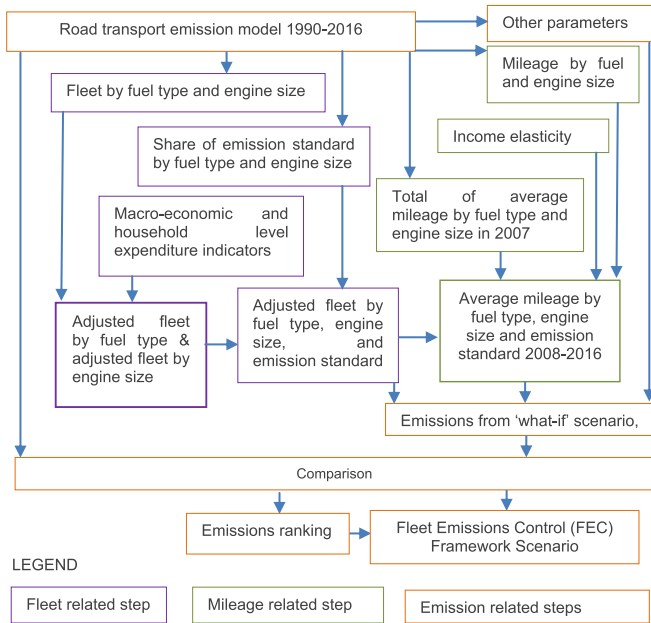 Road transport emission model 1990-2016
Other parameters
Mileage by fuel
and engine size
Fleet by fuel type and engine size
Share of emission standard
by fuel type and engine size
Income elasticity
Macro-economic and
household level
expenditure indicators
Total of average
mileage by fuel type and
engine size in 2007
Adjusted fleet
by fuel type &
adjusted fleet by
engine size
Adjusted fleet by
fuel type, engine
size, and
emission standard
Average mileage by
fuel type, engine
size and emission
standard 2008-2016
Emissions from ‘what-if’ scenario,
Comparison
Emissions ranking
Fleet Emissions Control (FEC)
Framework Scenario
LEGEND
Fleet related step
Mileage related step
Emission related steps